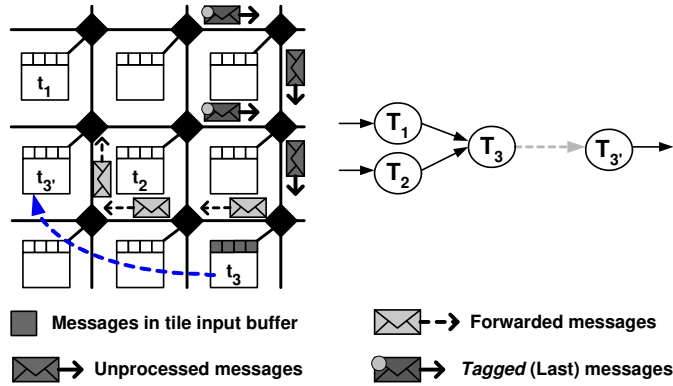 t1
t3'
t2
t3
T1
T2
T3
T3'
Messages in tile input buffer
Forwarded messages
Unprocessed messages
Tagged (Last) messages